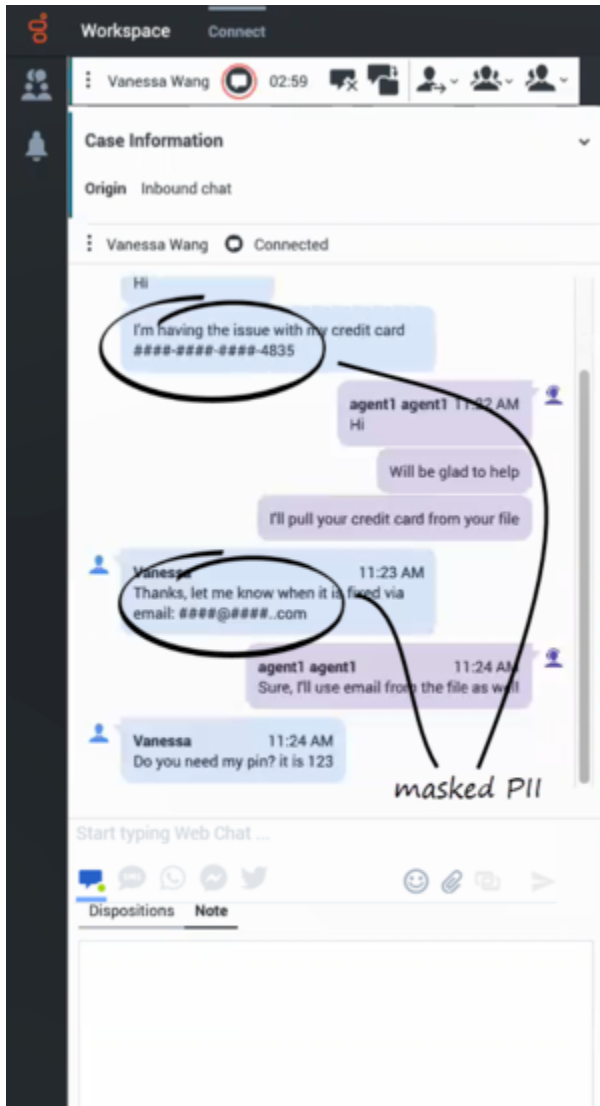 Workspace Connect
Vanessa Wang 02:59
Case Information
Origin Inbound chat
Vanessa Wang Connected
Hi
I'm having the issue with my credit card
####-####-####-4835
agent1 agent1 11:22 AM
Hi
Will be glad to help
I'll pull your credit card from your file
Vanessa 11:23 AM
Thanks, let me know when it is fixed via
email: ####@####..com
agent1 agent1 11:24 AM
Sure, I'll use email from the file as well
Vanessa 11:24 AM
Do you need my pin? it is 123
masked PII
Start typing Web Chat ...
Dispositions Note